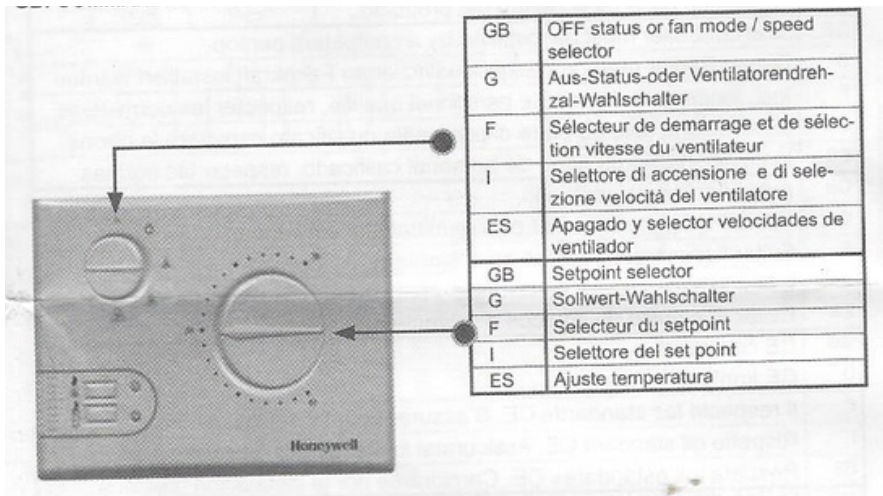 GB OFF status or fan mode / speed
selector
G Aus-Status-oder Ventilatorendreh-
zal-Wahlschalter
F Sélecteur de demarrage et de sélec-
tion vitesse du ventilateur
I Selettore di accensione e di sele-
zione velocità del ventilatore
ES Apagado y selector velocidades de
ventilador
GB Setpoint selector
G Sollwert-Wahlschalter
F Selecteur du setpoint
I Selettore del set point
ES Ajuste temperatura
Honeywell